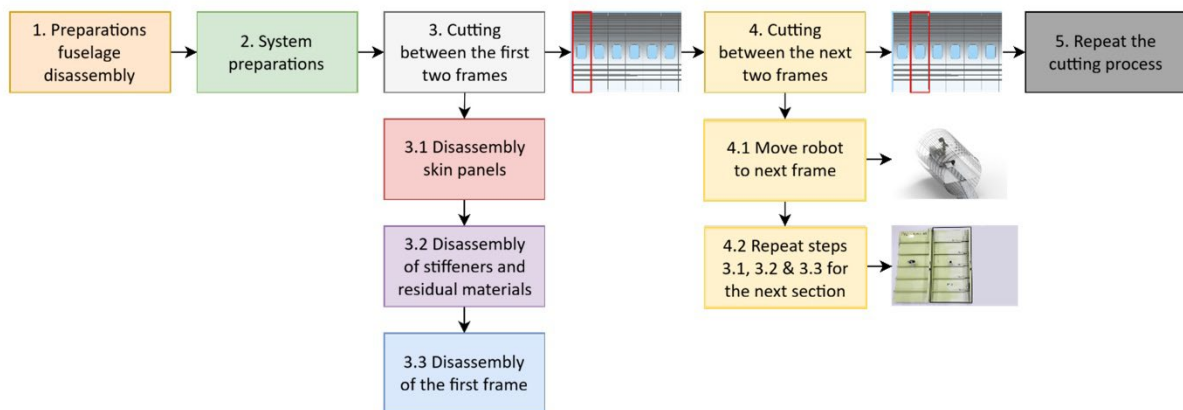 1. Preparations
fuselage
disassembly
2. System
preparations
3. Cutting
between the first
two frames
4. Cutting
between the next
two frames
5. Repeat the
cutting process
3.1 Disassembly
skin panels
4.1 Move robot
to next frame
3.2 Disassembly
of stiffeners and
residual materials
4.2 Repeat steps
3.1, 3.2 & 3.3 for
the next section
3.3 Disassembly
of the first frame